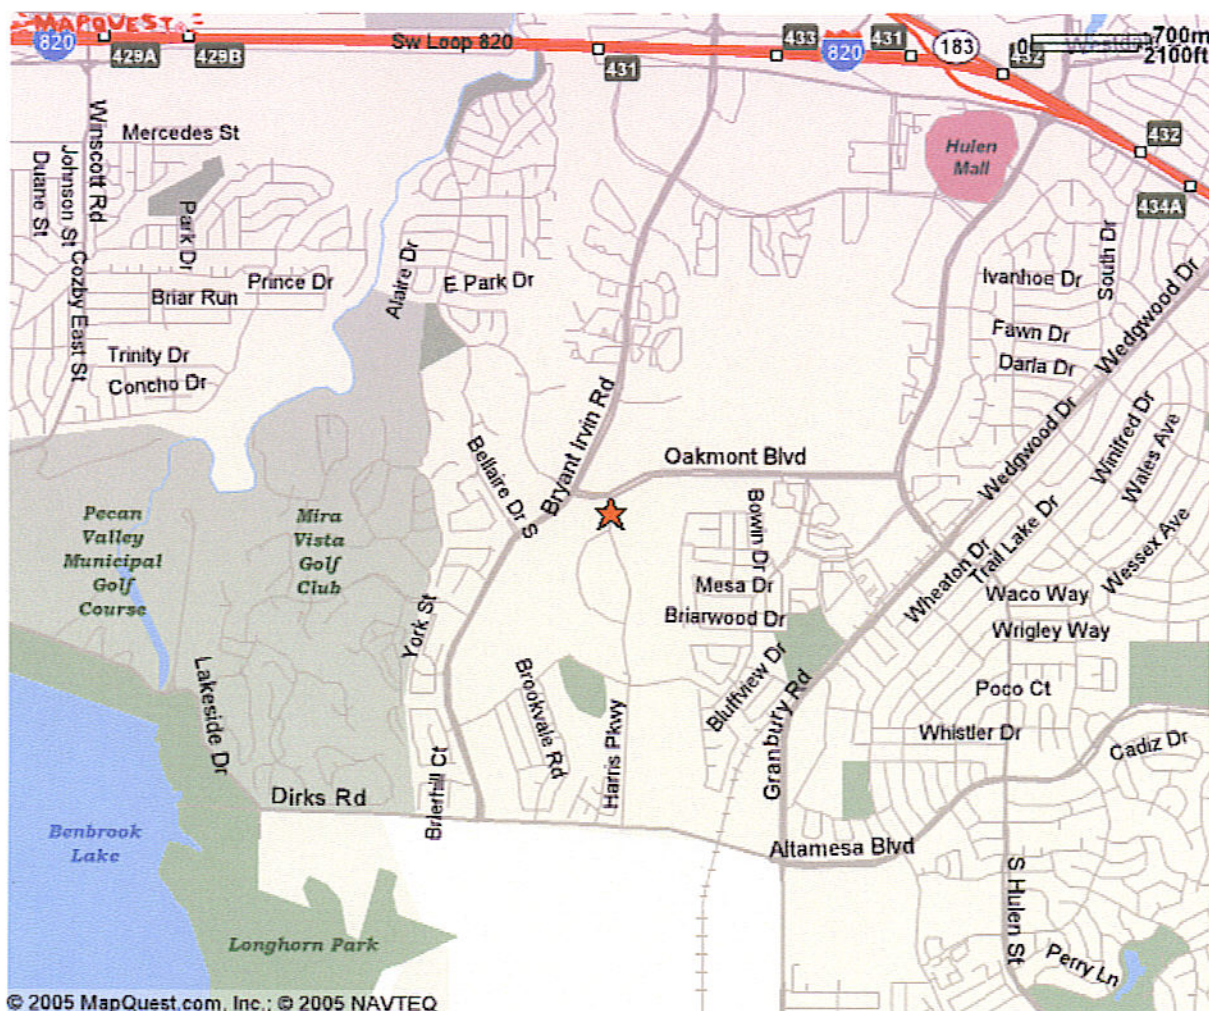 MAPQUEST
820
429A
429B
Sw Loop 820
431
433
820
431
183
432
0
700m
2100ft
432
434A
Hulen
Mall
Mercedes St
Winscott Rd
Johnson St
Duane St
Park Dr
Cozby East St
Prince Dr
Briar Run
Trinity Dr
Concho Dr
Alaire Dr
E Park Dr
Ivanhoe Dr
South Dr
Fawn Dr
Darla Dr
Wedgwood Dr
Wedgwood Dr
Winifred Dr
Wales Ave
Wessex Ave
Bryant Irvin Rd
Bellaire Dr S
Oakmont Blvd
Bowin Dr
Mesa Dr
Briarwood Dr
Bluffview Dr
Granbury Rd
Wheaton Dr
Trail Lake Dr
Waco Way
Wrigley Way
Poco Ct
Whistler Dr
Cadiz Dr
Pecan
Valley
Municipal
Golf
Course
Mira
Vista
Golf
Club
York St
Lakeside Dr
Brookvale Rd
Harris Pkwy
Brierhill Ct
Dirks Rd
Altamesa Blvd
S Hulen St
Perry Ln
Benbrook
Lake
Longhorn Park
© 2005 MapQuest.com, Inc.; © 2005 NAVTEQ